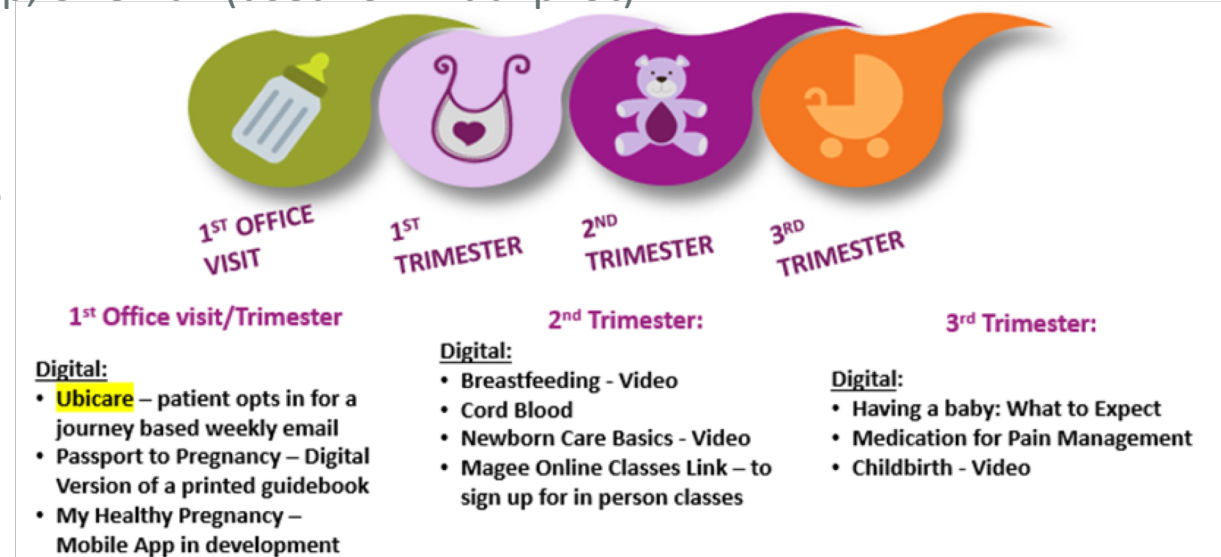 1ST OFFICE
VISIT
1ST
TRIMESTER
2ND
TRIMESTER
3RD
TRIMESTER
1st Office visit/Trimester
Digital:
• Ubicare – patient opts in for a
journey based weekly email
• Passport to Pregnancy – Digital
Version of a printed guidebook
• My Healthy Pregnancy –
Mobile App in development
2nd Trimester:
Digital:
• Breastfeeding - Video
• Cord Blood
• Newborn Care Basics - Video
• Magee Online Classes Link – to
sign up for in person classes
3rd Trimester:
Digital:
• Having a baby: What to Expect
• Medication for Pain Management
• Childbirth - Video